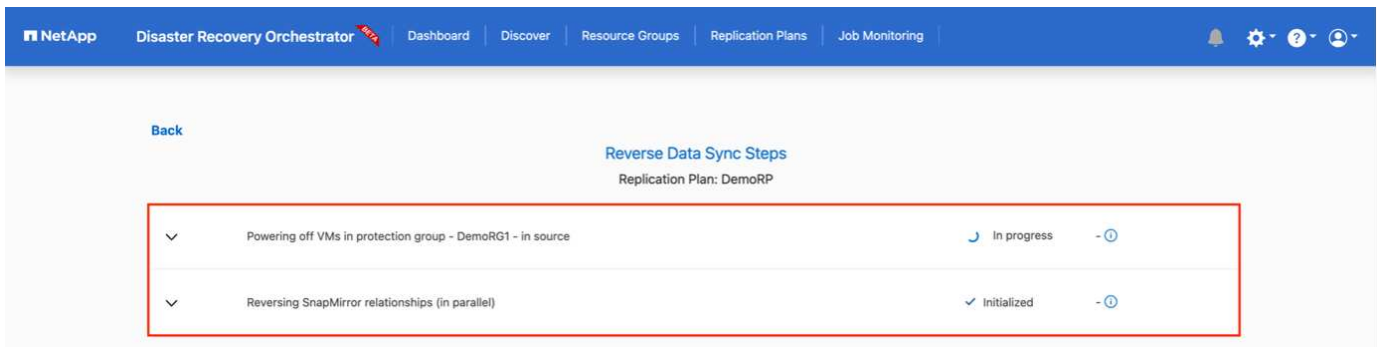 NetApp Disaster Recovery Orchestrator BETA Dashboard Discover Resource Groups Replication Plans Job Monitoring
Back
Reverse Data Sync Steps
Replication Plan: DemoRP
Powering off VMs in protection group - DemoRG1 - in source In progress -
Reversing SnapMirror relationships (in parallel) Initialized -